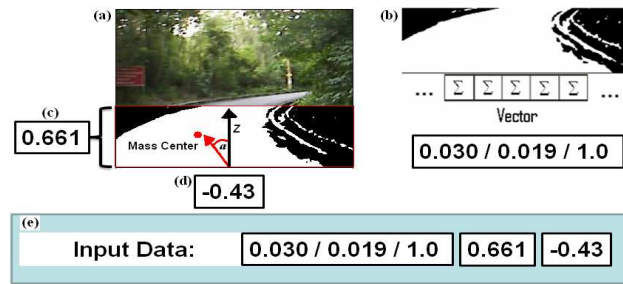 (a)
(b)
(c)
0.661
Mass Center
a
Z
(d)
-0.43
... Σ Σ Σ Σ Σ ...
Vector
0.030 / 0.019 / 1.0
(e)
Input Data: 0.030 / 0.019 / 1.0 0.661 -0.43